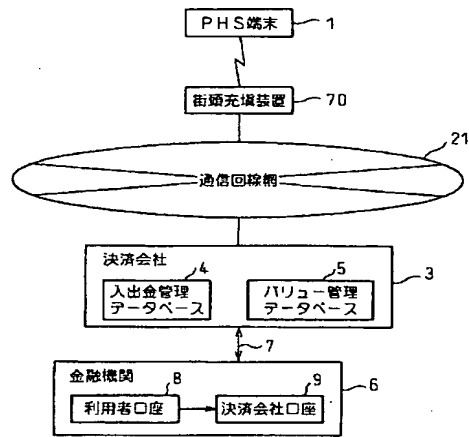 PHS端末
1
街頭充填装置
70
21
通信回線網
決済会社
4
5
3
入出金管理
データベース
バリュー管理
データベース
7
金融機関
8
9
6
利用者口座
決済会社口座